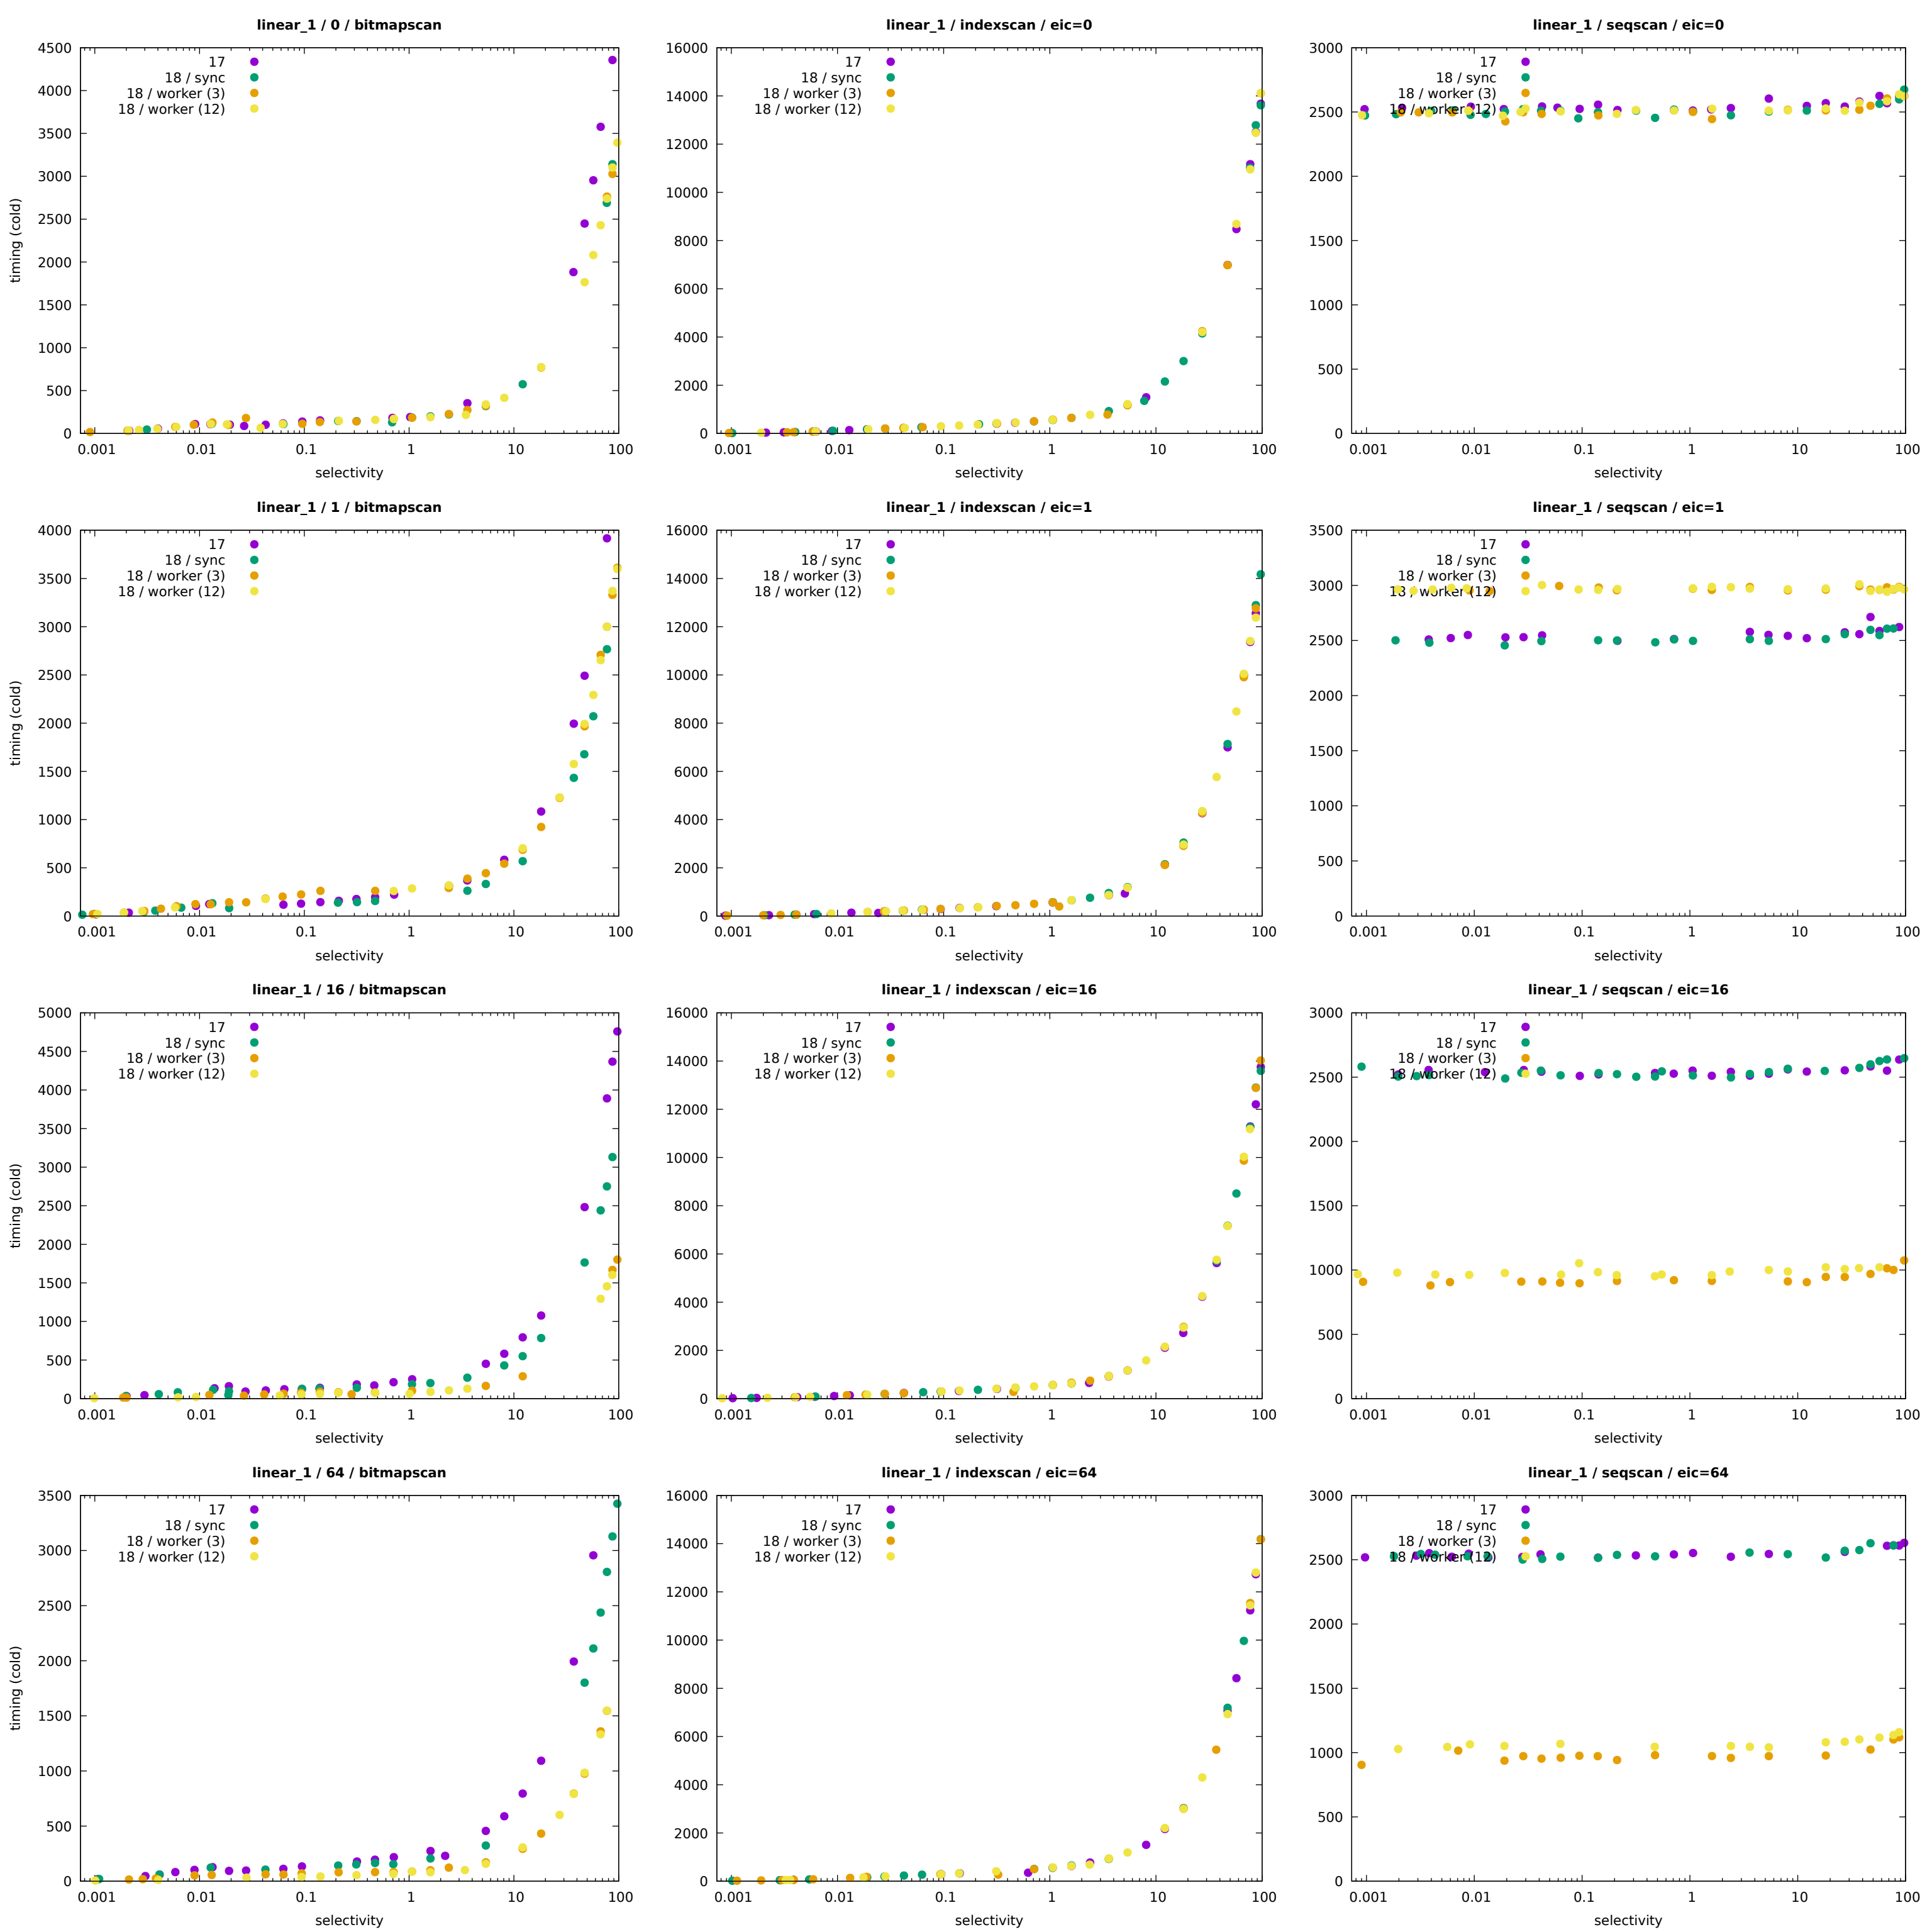 linear_1 / 0 / bitmapscan
timing (cold)
4500
4000
3500
3000
2500
2000
1500
1000
500
0
17
18 / sync
18 / worker (3)
18 / worker (12)
0.001 0.01 0.1 1 10 100
selectivity
linear_1 / indexscan / eic=0
16000
14000
12000
10000
8000
6000
4000
2000
0
17
18 / sync
18 / worker (3)
18 / worker (12)
0.001 0.01 0.1 1 10 100
selectivity
linear_1 / seqscan / eic=0
3000
2500
2000
1500
1000
500
0
17
18 / sync
18 / worker (3)
18 / worker (12)
0.001 0.01 0.1 1 10 100
selectivity
linear_1 / 1 / bitmapscan
timing (cold)
4000
3500
3000
2500
2000
1500
1000
500
0
17
18 / sync
18 / worker (3)
18 / worker (12)
0.001 0.01 0.1 1 10 100
selectivity
linear_1 / indexscan / eic=1
16000
14000
12000
10000
8000
6000
4000
2000
0
17
18 / sync
18 / worker (3)
18 / worker (12)
0.001 0.01 0.1 1 10 100
selectivity
linear_1 / seqscan / eic=1
3500
3000
2500
2000
1500
1000
500
0
17
18 / sync
18 / worker (3)
18 / worker (12)
0.001 0.01 0.1 1 10 100
selectivity
linear_1 / 16 / bitmapscan
timing (cold)
5000
4500
4000
3500
3000
2500
2000
1500
1000
500
0
17
18 / sync
18 / worker (3)
18 / worker (12)
0.001 0.01 0.1 1 10 100
selectivity
linear_1 / indexscan / eic=16
16000
14000
12000
10000
8000
6000
4000
2000
0
17
18 / sync
18 / worker (3)
18 / worker (12)
0.001 0.01 0.1 1 10 100
selectivity
linear_1 / seqscan / eic=16
3000
2500
2000
1500
1000
500
0
17
18 / sync
18 / worker (3)
18 / worker (12)
0.001 0.01 0.1 1 10 100
selectivity
linear_1 / 64 / bitmapscan
timing (cold)
3500
3000
2500
2000
1500
1000
500
0
17
18 / sync
18 / worker (3)
18 / worker (12)
0.001 0.01 0.1 1 10 100
selectivity
linear_1 / indexscan / eic=64
16000
14000
12000
10000
8000
6000
4000
2000
0
17
18 / sync
18 / worker (3)
18 / worker (12)
0.001 0.01 0.1 1 10 100
selectivity
linear_1 / seqscan / eic=64
3000
2500
2000
1500
1000
500
0
17
18 / sync
18 / worker (3)
18 / worker (12)
0.001 0.01 0.1 1 10 100
selectivity